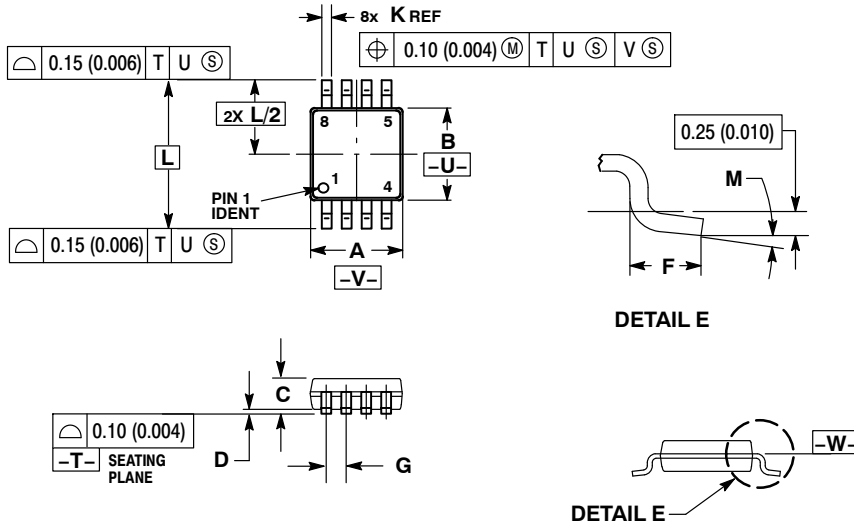 8x K REF
⌖ 0.10 (0.004) Ⓜ T U Ⓢ V Ⓢ
⌓ 0.15 (0.006) T U Ⓢ
2X L/2
8 5
B
–U–
L
PIN 1
IDENT
1 4
⌓ 0.15 (0.006) T U Ⓢ
A
–V–
0.25 (0.010)
M
F
DETAIL E
C
⌓ 0.10 (0.004)
–T– SEATING
PLANE
D
G
–W–
DETAIL E